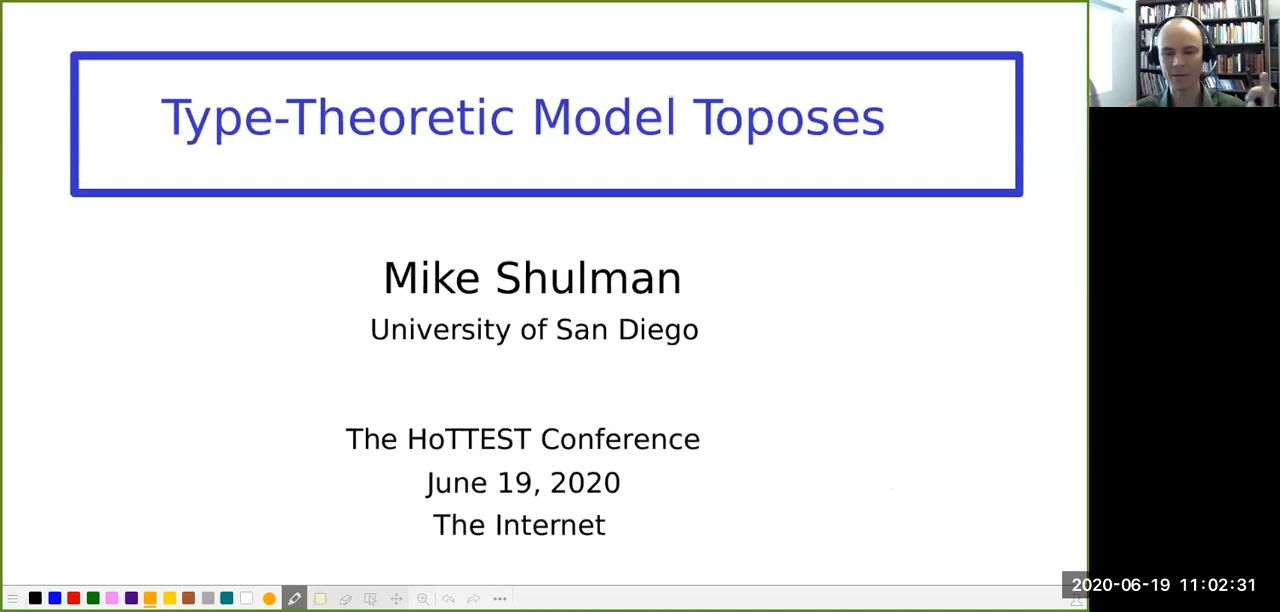 Type-Theoretic Model Toposes
Mike Shulman
University of San Diego
The HoTTEST Conference
June 19, 2020
The Internet
2020-06-19 11:02:31